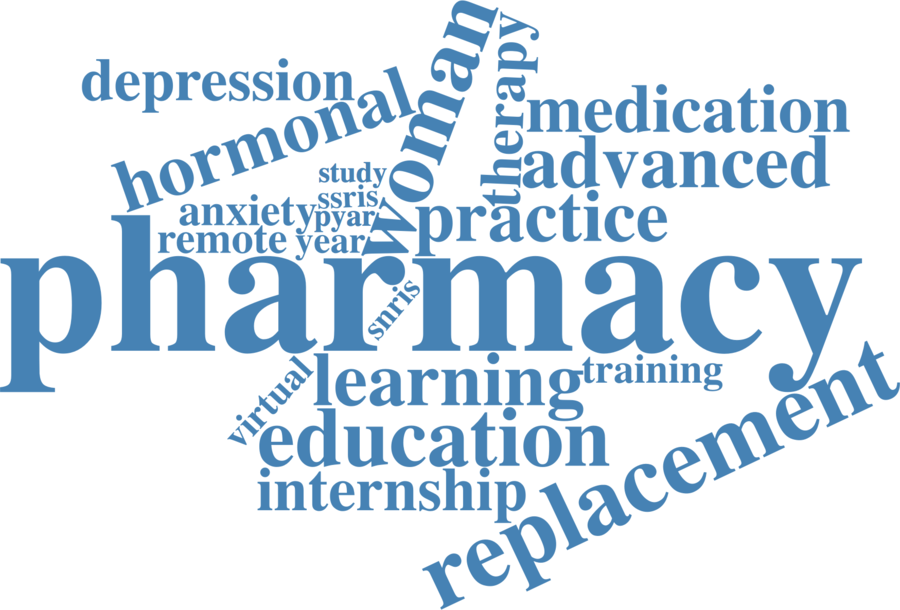 woman
therapy
depression
hormonal
medication
advanced
study
ssris
practice
anxiety
pyar
remote
year
pharmacy
snris
learning
training
virtual
education
internship
replacement